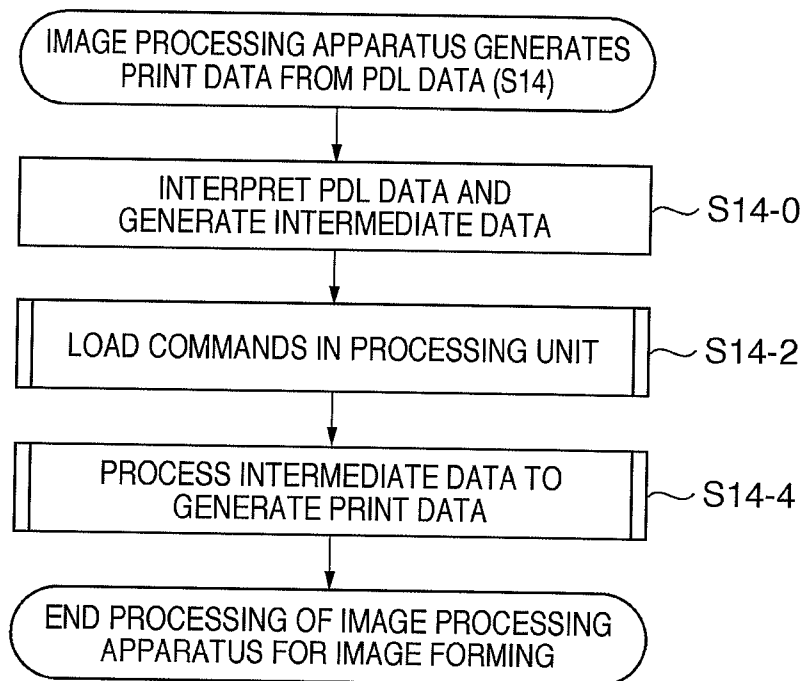 IMAGE PROCESSING APPARATUS GENERATES
PRINT DATA FROM PDL DATA (S14)
INTERPRET PDL DATA AND
GENERATE INTERMEDIATE DATA
S14-0
LOAD COMMANDS IN PROCESSING UNIT
S14-2
PROCESS INTERMEDIATE DATA TO
GENERATE PRINT DATA
S14-4
END PROCESSING OF IMAGE PROCESSING
APPARATUS FOR IMAGE FORMING